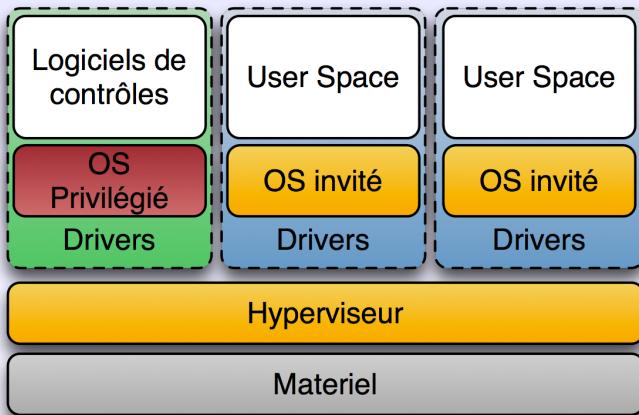 Logiciels de
contrôles
User Space
User Space
OS
Privilégié
OS invité
OS invité
Drivers
Drivers
Drivers
Hyperviseur
Materiel